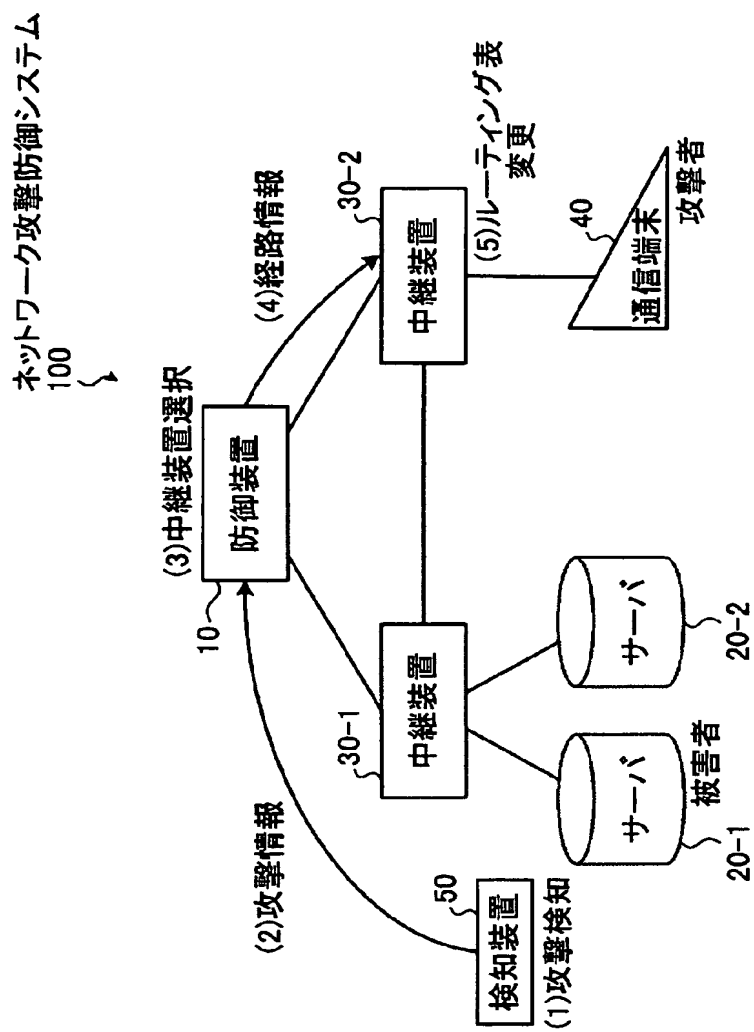 ネットワーク攻撃防御システム
100
(3)中継装置選択
防御装置
10
(4)経路情報
(2)攻撃情報
30-1
中継装置
30-2
中継装置
(5)ルーティング表
変更
50
検知装置
(1)攻撃検知
サーバ
被害者
20-1
サーバ
20-2
40
通信端末
攻撃者